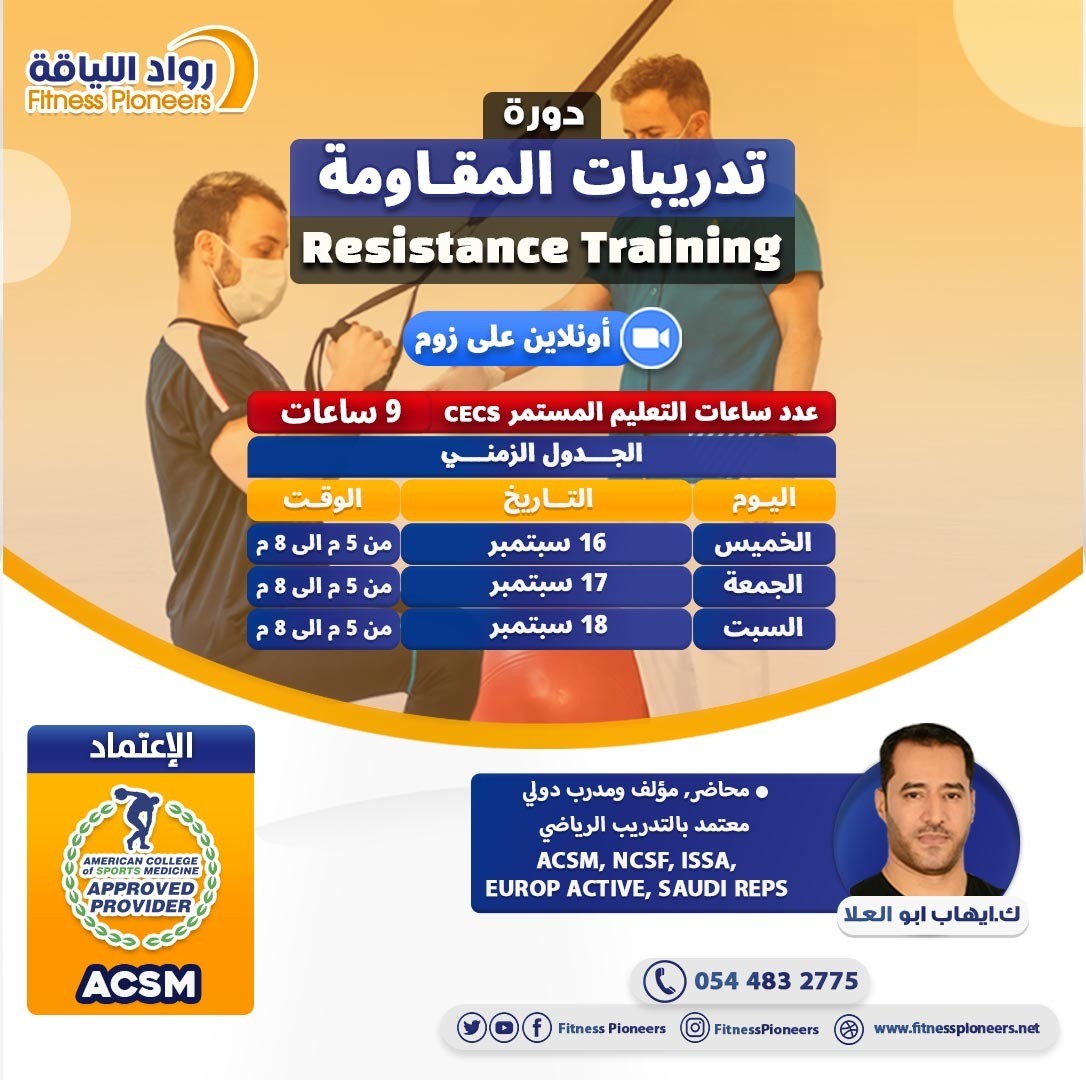 رواد اللياقة
Fitness Pioneers
دورة
تدريبات المقاومة
Resistance Training
أونلاين على زوم
عدد ساعات التعليم المستمر CECS 9 ساعات
الجدول الزمني
اليوم التاريخ الوقت
الخميس 16 سبتمبر من 5 م الى 8 م
الجمعة 17 سبتمبر من 5 م الى 8 م
السبت 18 سبتمبر من 5 م الى 8 م
الإعتماد
AMERICAN COLLEGE
of SPORTS MEDICINE
APPROVED
PROVIDER
ACSM
• محاضر, مؤلف ومدرب دولي
معتمد بالتدريب الرياضي
ACSM, NCSF, ISSA,
EUROP ACTIVE, SAUDI REPS
ك.ايهاب ابو العلا
054 483 2775
Fitness Pioneers FitnessPioneers www.fitnesspioneers.net